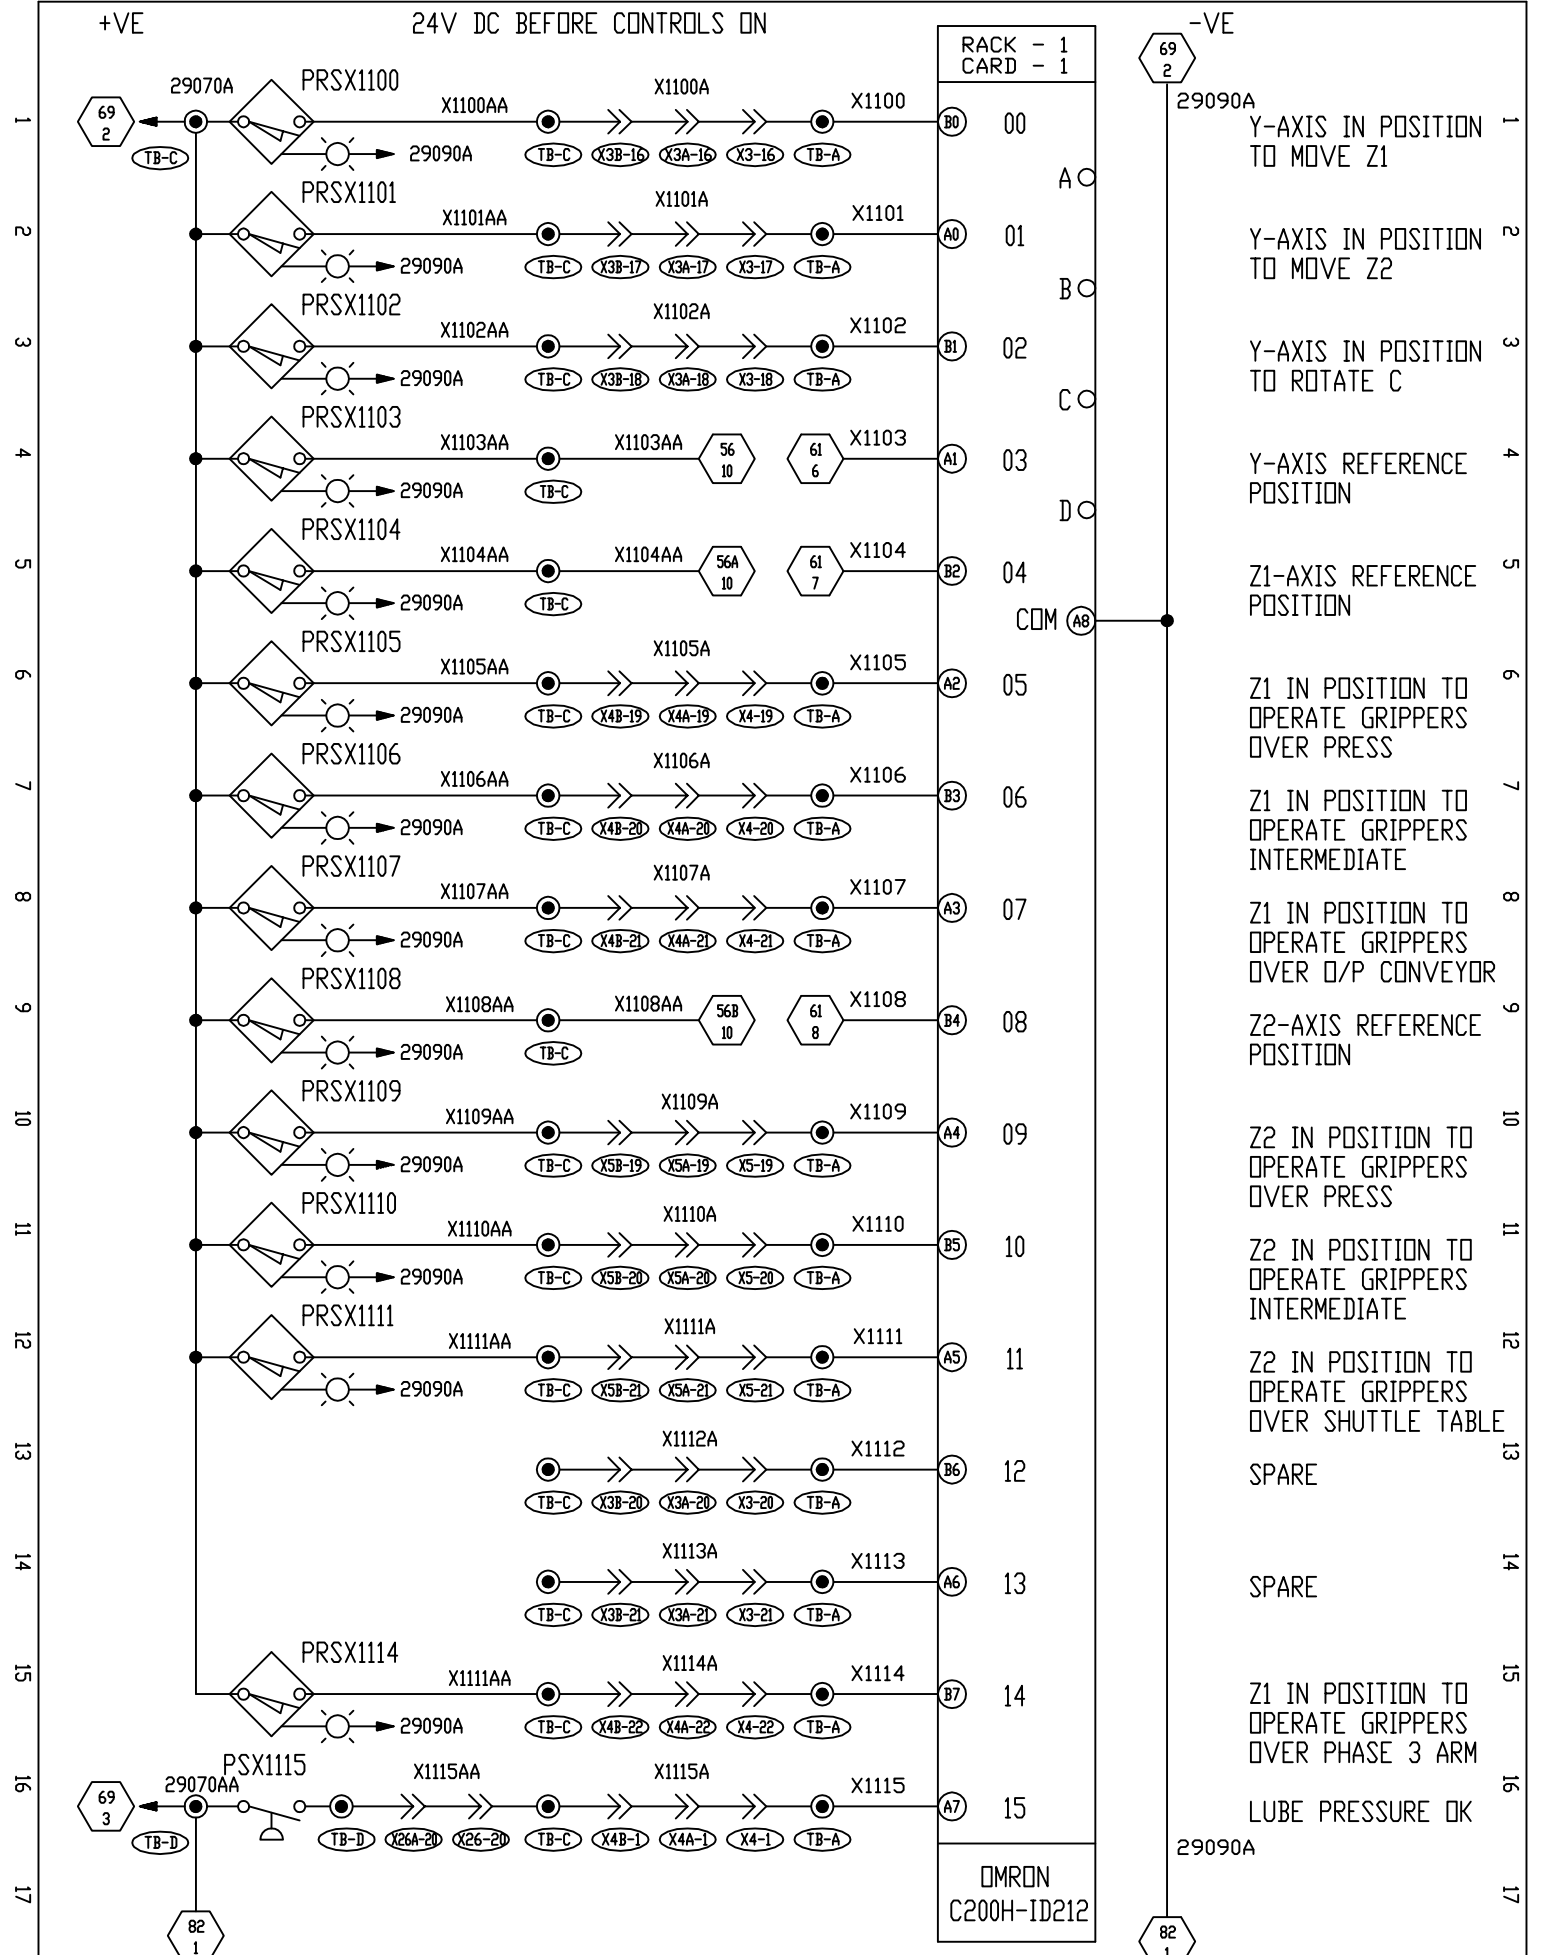 +VE 24V DC BEFORE CONTROLS ON -VE
RACK - 1
CARD - 1
69
2
29090A
1 69
2 29070A PRSX1100 X1100AA X1100A X1100 B0 00 Y-AXIS IN POSITION 1
TO MOVE Z1
TB-C 29090A TB-C X3B-16 X3A-16 X3-16 TB-A
A
2 PRSX1101 X1101AA X1101A X1101 A0 01 Y-AXIS IN POSITION 2
TO MOVE Z2
29090A TB-C X3B-17 X3A-17 X3-17 TB-A
B
3 PRSX1102 X1102AA X1102A X1102 B1 02 Y-AXIS IN POSITION 3
TO ROTATE C
29090A TB-C X3B-18 X3A-18 X3-18 TB-A
C
4 PRSX1103 X1103AA X1103AA 56
10 61
6 X1103 A1 03 Y-AXIS REFERENCE 4
POSITION
29090A TB-C
D
5 PRSX1104 X1104AA X1104AA 56A
10 61
7 X1104 B2 04 Z1-AXIS REFERENCE 5
POSITION
29090A TB-C
COM A8
6 PRSX1105 X1105AA X1105A X1105 A2 05 Z1 IN POSITION TO 6
OPERATE GRIPPERS
OVER PRESS
29090A TB-C X4B-19 X4A-19 X4-19 TB-A
7 PRSX1106 X1106AA X1106A X1106 B3 06 Z1 IN POSITION TO 7
OPERATE GRIPPERS
INTERMEDIATE
29090A TB-C X4B-20 X4A-20 X4-20 TB-A
8 PRSX1107 X1107AA X1107A X1107 A3 07 Z1 IN POSITION TO 8
OPERATE GRIPPERS
OVER O/P CONVEYOR
29090A TB-C X4B-21 X4A-21 X4-21 TB-A
9 PRSX1108 X1108AA X1108AA 56B
10 61
8 X1108 B4 08 Z2-AXIS REFERENCE 9
POSITION
29090A TB-C
10 PRSX1109 X1109AA X1109A X1109 A4 09 Z2 IN POSITION TO 10
OPERATE GRIPPERS
OVER PRESS
29090A TB-C X5B-19 X5A-19 X5-19 TB-A
11 PRSX1110 X1110AA X1110A X1110 B5 10 Z2 IN POSITION TO 11
OPERATE GRIPPERS
INTERMEDIATE
29090A TB-C X5B-20 X5A-20 X5-20 TB-A
12 PRSX1111 X1111AA X1111A X1111 A5 11 Z2 IN POSITION TO 12
OPERATE GRIPPERS
OVER SHUTTLE TABLE
29090A TB-C X5B-21 X5A-21 X5-21 TB-A
13 X1112A X1112 B6 12 SPARE 13
TB-C X3B-20 X3A-20 X3-20 TB-A
14 X1113A X1113 A6 13 SPARE 14
TB-C X3B-21 X3A-21 X3-21 TB-A
15 PRSX1114 X1111AA X1114A X1114 B7 14 Z1 IN POSITION TO 15
OPERATE GRIPPERS
OVER PHASE 3 ARM
29090A TB-C X4B-22 X4A-22 X4-22 TB-A
16 69
3 29070AA PSX1115 X1115AA X1115A X1115 A7 15 LUBE PRESSURE OK 16
TB-D TB-D X26A-20 X26-20 TB-C X4B-1 X4A-1 X4-1 TB-A
29090A
17 OMRON 17
C200H-ID212
82
1
82
1